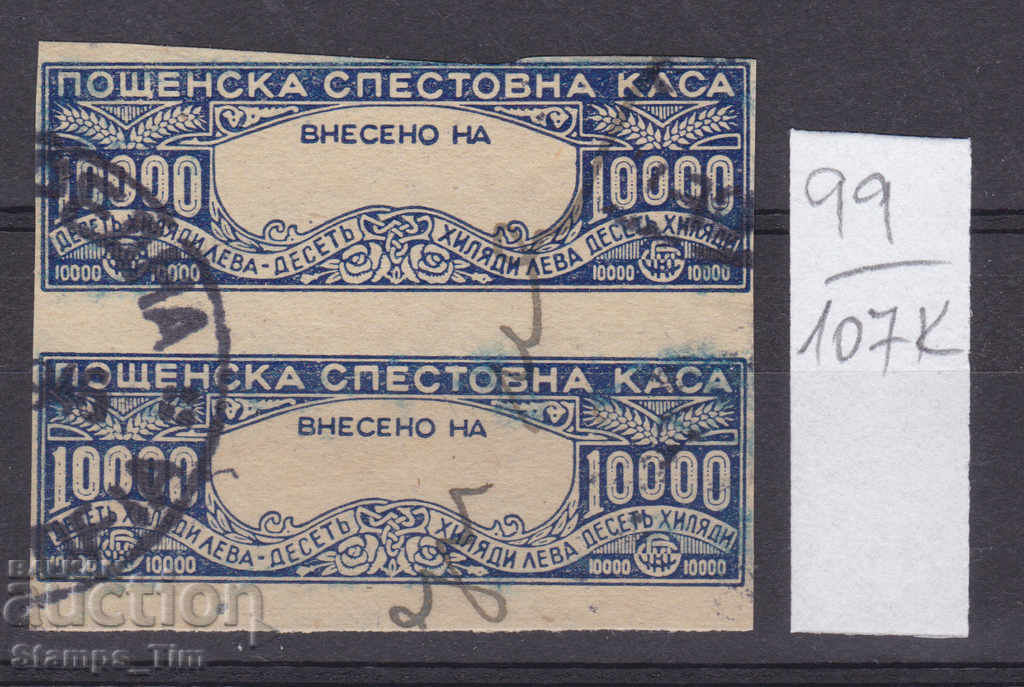 ПОЩЕНСКА СПЕСТОВНА КАСА
ВНЕСЕНО НА
10000 10000
ДЕСЕТЬ ХИЛЯДИ ЛЕВА - ДЕСЕТЬ ХИЛЯДИ ЛЕВА ДЕСЕТЬ ХИЛЯДИ
10000 10000 10000 10000
ПОЩЕНСКА СПЕСТОВНА КАСА
ВНЕСЕНО НА
10000 10000
ДЕСЕТЬ ХИЛЯДИ ЛЕВА - ДЕСЕТЬ ХИЛЯДИ ЛЕВА ДЕСЕТЬ ХИЛЯДИ
10000 10000 10000 10000
99
107K
auction
Stamps_Tim